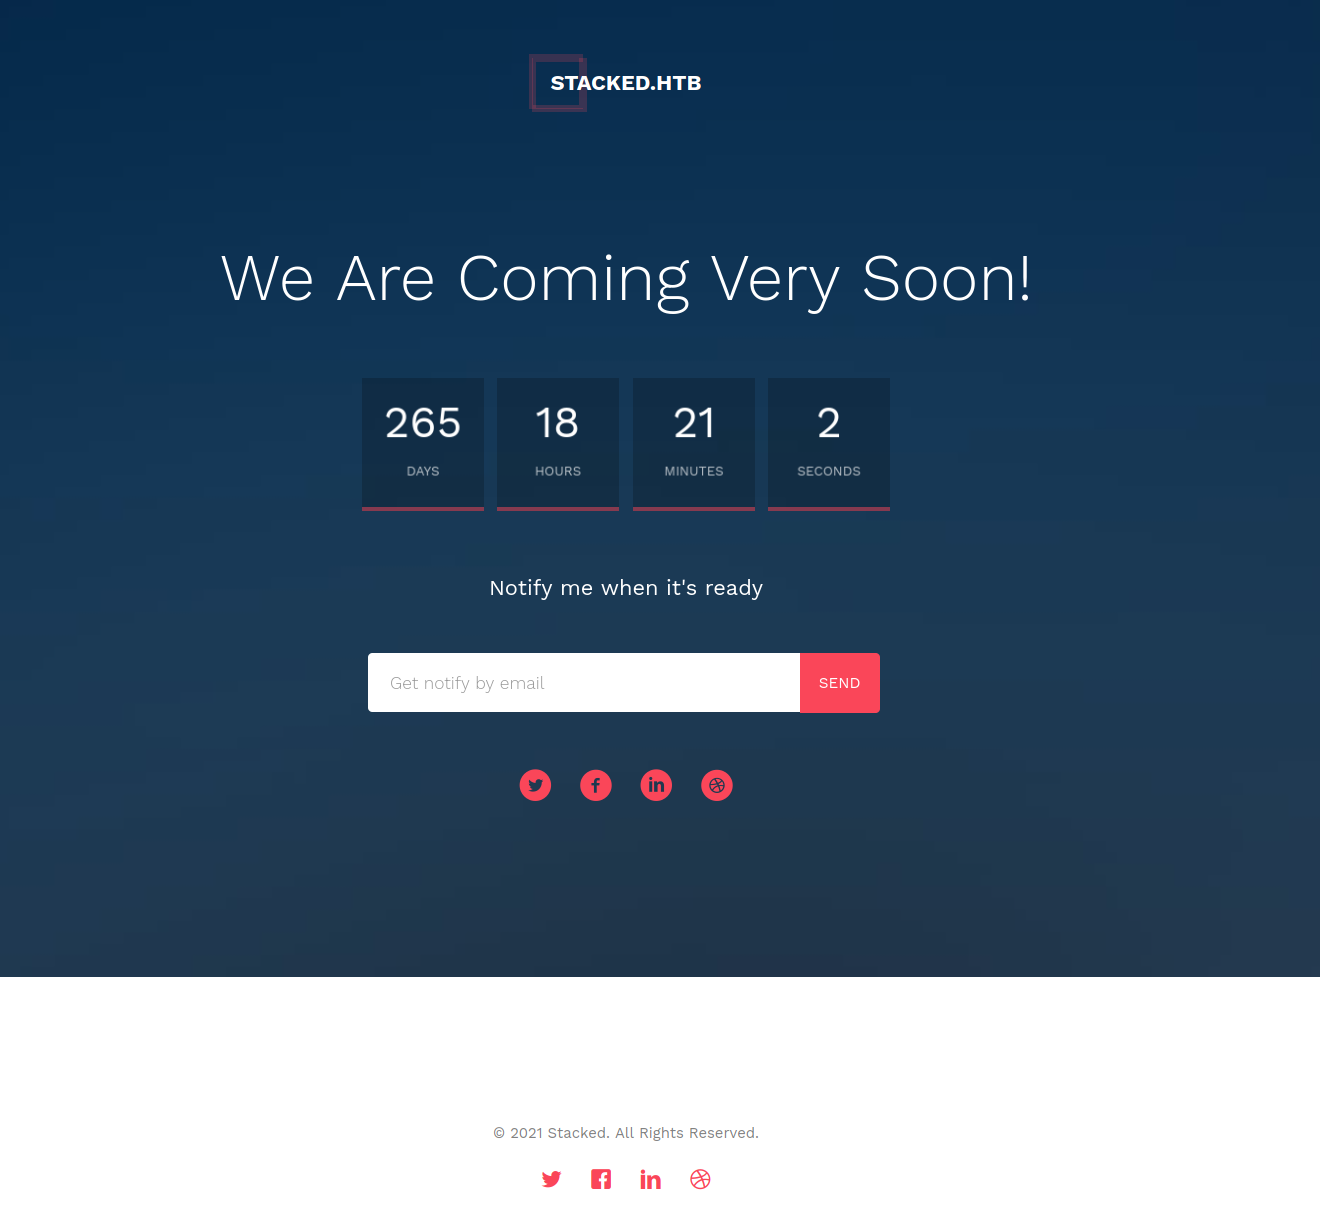 STACKED.HTB
We Are Coming Very Soon!
265 18 21 2
DAYS HOURS MINUTES SECONDS
Notify me when it's ready
Get notify by email SEND
© 2021 Stacked. All Rights Reserved.